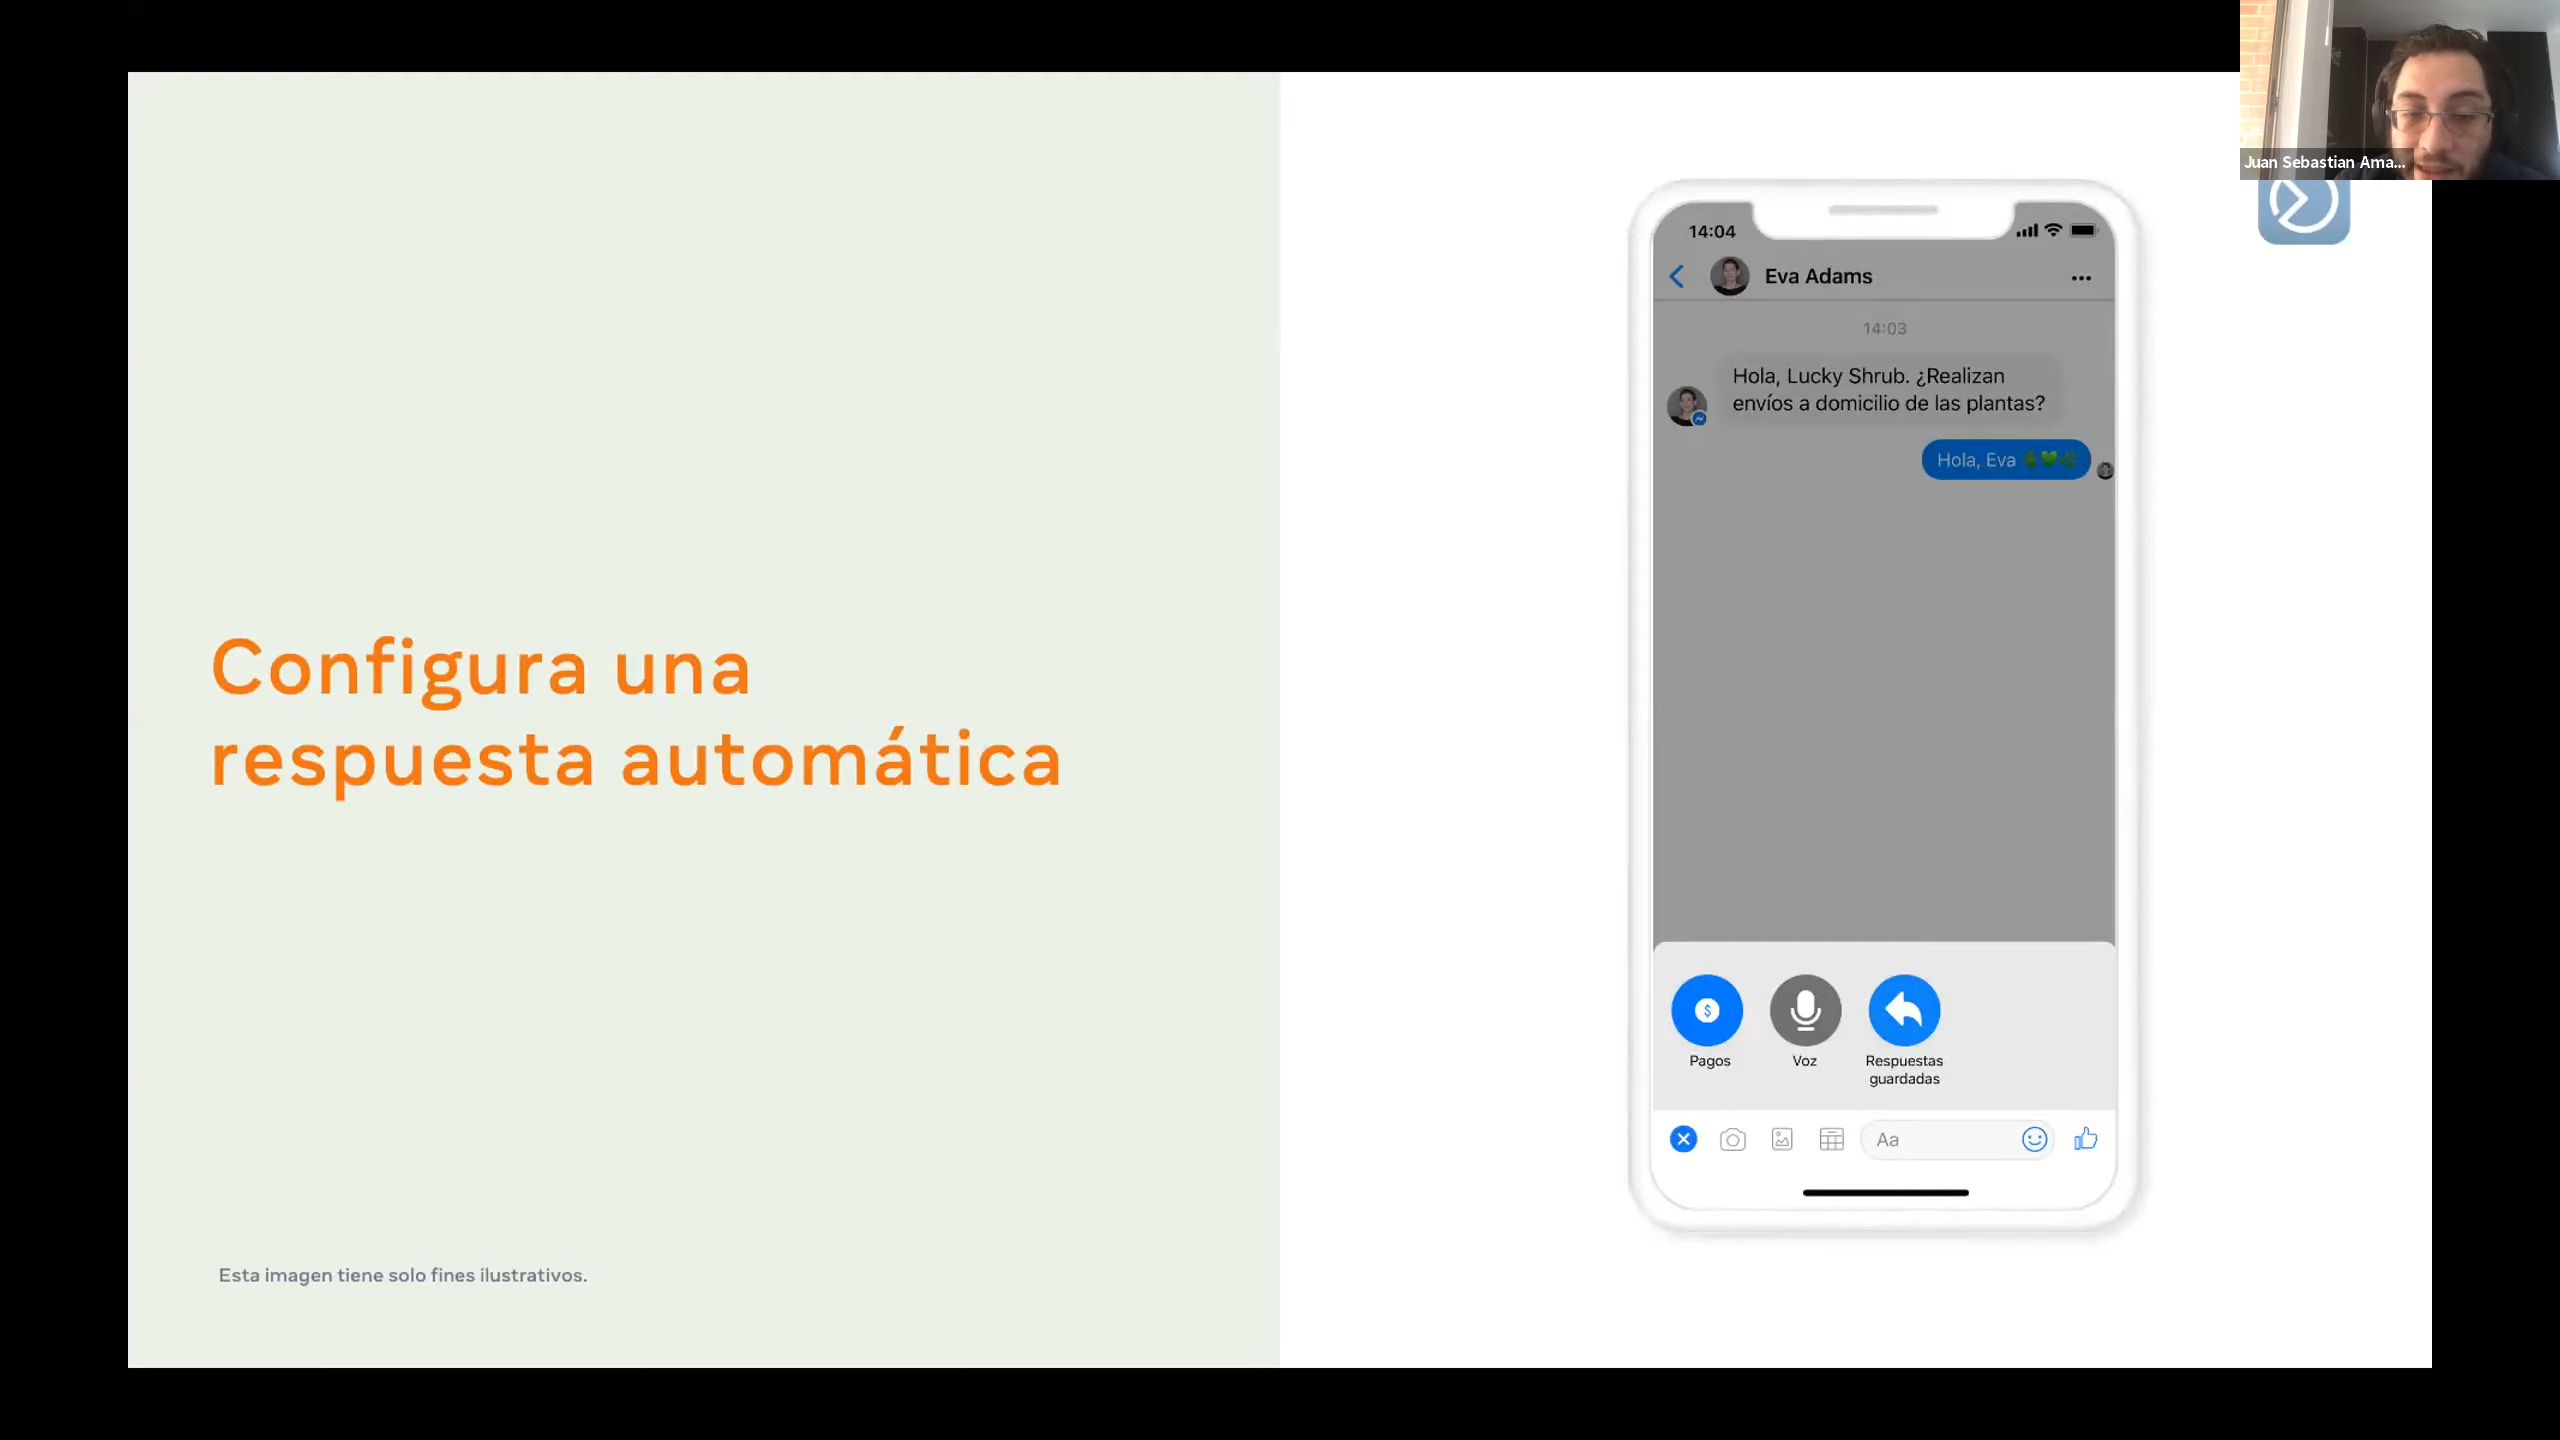 Configura una
respuesta automática
Esta imagen tiene solo fines ilustrativos.
Juan Sebastian Ama...
14:04
Eva Adams
14:03
Hola, Lucky Shrub. ¿Realizan
envíos a domicilio de las plantas?
Hola, Eva 🌵💚🌿
$
Pagos
Voz
Respuestas
guardadas
Aa